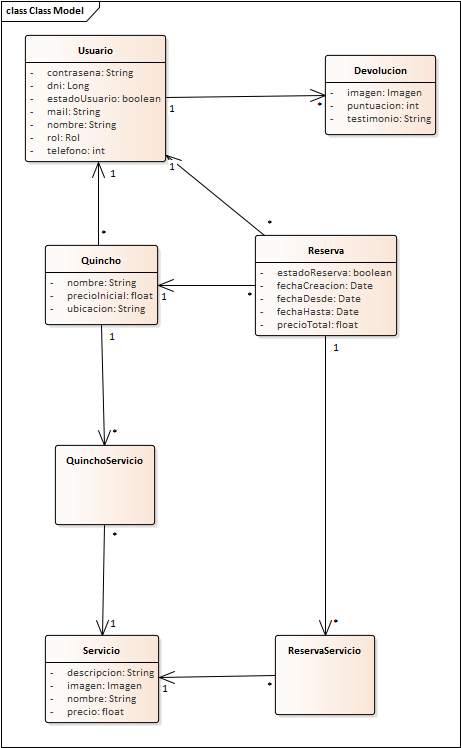 class Class Model
Usuario
- contrasena: String
- dni: Long
- estadoUsuario: boolean
- mail: String
- nombre: String
- rol: Rol
- telefono: int
Devolucion
- imagen: Imagen
- puntuacion: int
- testimonio: String
1
*
1
1
*
*
Quincho
- nombre: String
- precioInicial: float
- ubicacion: String
Reserva
- estadoReserva: boolean
- fechaCreacion: Date
- fechaDesde: Date
- fechaHasta: Date
- precioTotal: float
1
*
1
1
*
QuinchoServicio
*
1
*
Servicio
- descripcion: String
- imagen: Imagen
- nombre: String
- precio: float
ReservaServicio
1
*